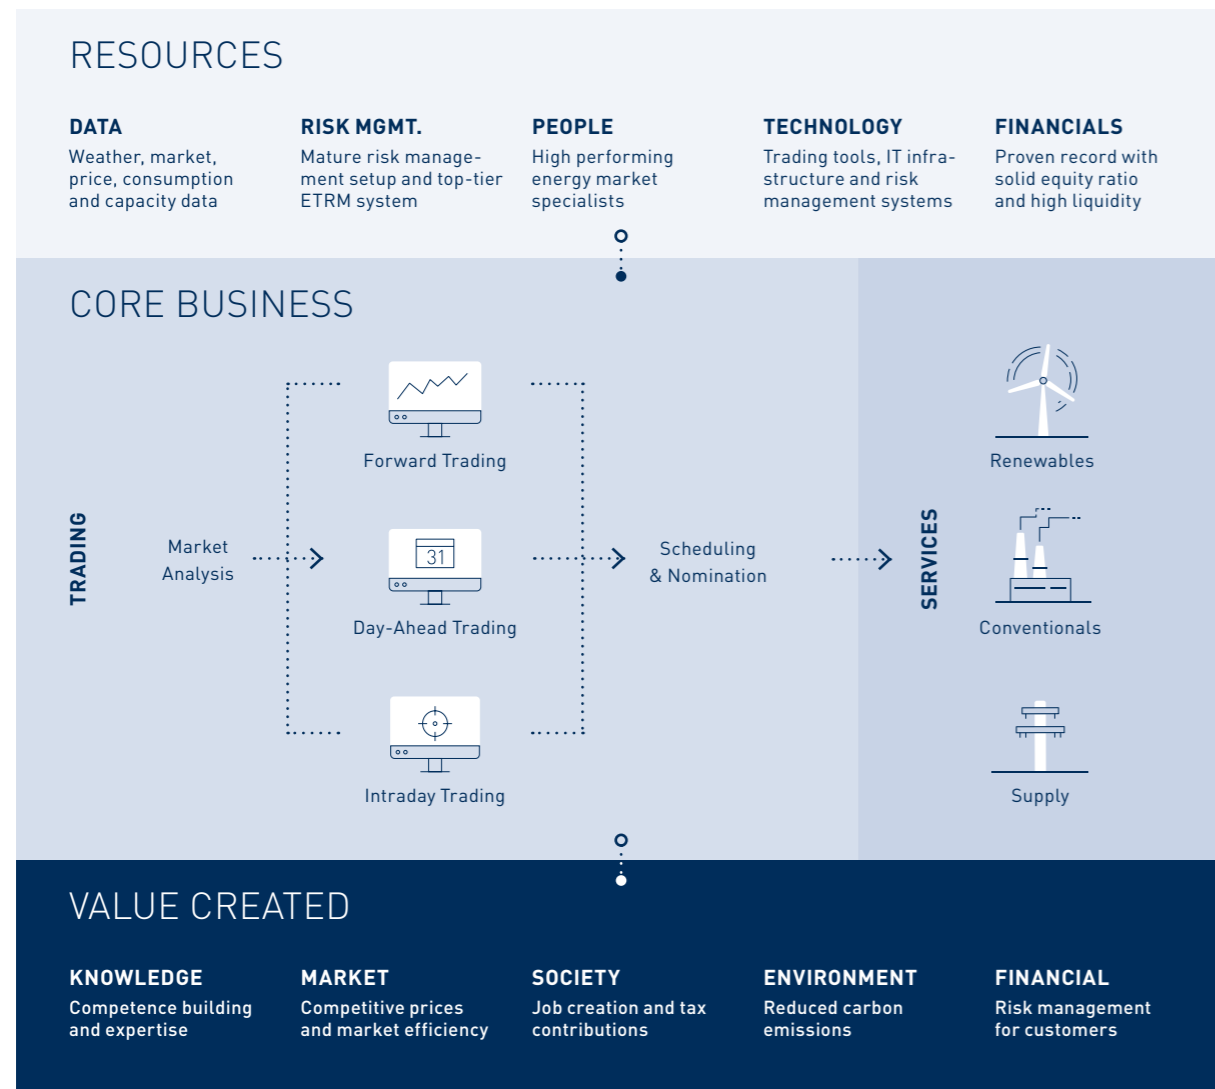 RESOURCES
DATA
Weather, market,
price, consumption
and capacity data
RISK MGMT.
Mature risk manage-
ment setup and top-tier
ETRM system
PEOPLE
High performing
energy market
specialists
TECHNOLOGY
Trading tools, IT infra-
structure and risk
management systems
FINANCIALS
Proven record with
solid equity ratio
and high liquidity
CORE BUSINESS
TRADING
Market
Analysis
Forward Trading
31
Day-Ahead Trading
Intraday Trading
Scheduling
& Nomination
SERVICES
Renewables
Conventionals
Supply
VALUE CREATED
KNOWLEDGE
Competence building
and expertise
MARKET
Competitive prices
and market efficiency
SOCIETY
Job creation and tax
contributions
ENVIRONMENT
Reduced carbon
emissions
FINANCIAL
Risk management
for customers